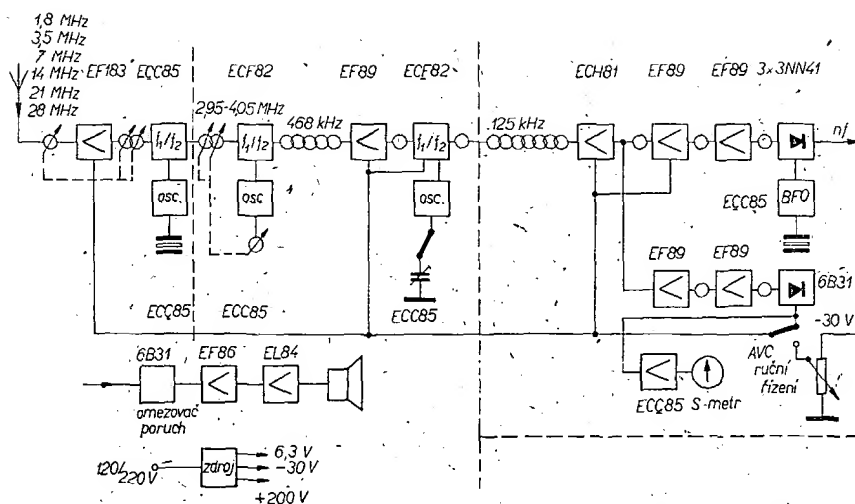 1,8 MHz
3,5 MHz
7 MHz
14 MHz
21 MHz
28 MHz
EF183
ECC85
ECF82
EF89
ECF82
ECH81
EF89
EF89
3×3NN41
2,95-4,05 MHz
468 kHz
125 kHz
f1/f2
f1/f2
f1/f2
nf
osc.
osc
osc.
ECC85
BFO
EF89
EF89
6B31
ECC85
ECC85
ECC85
-30 V
6B31
EF86
EL84
AVC
ruční
řízení
ECC85
S-metr
omezovač
poruch
120/
220V
zdroj
6,3 V
-30 V
+200 V